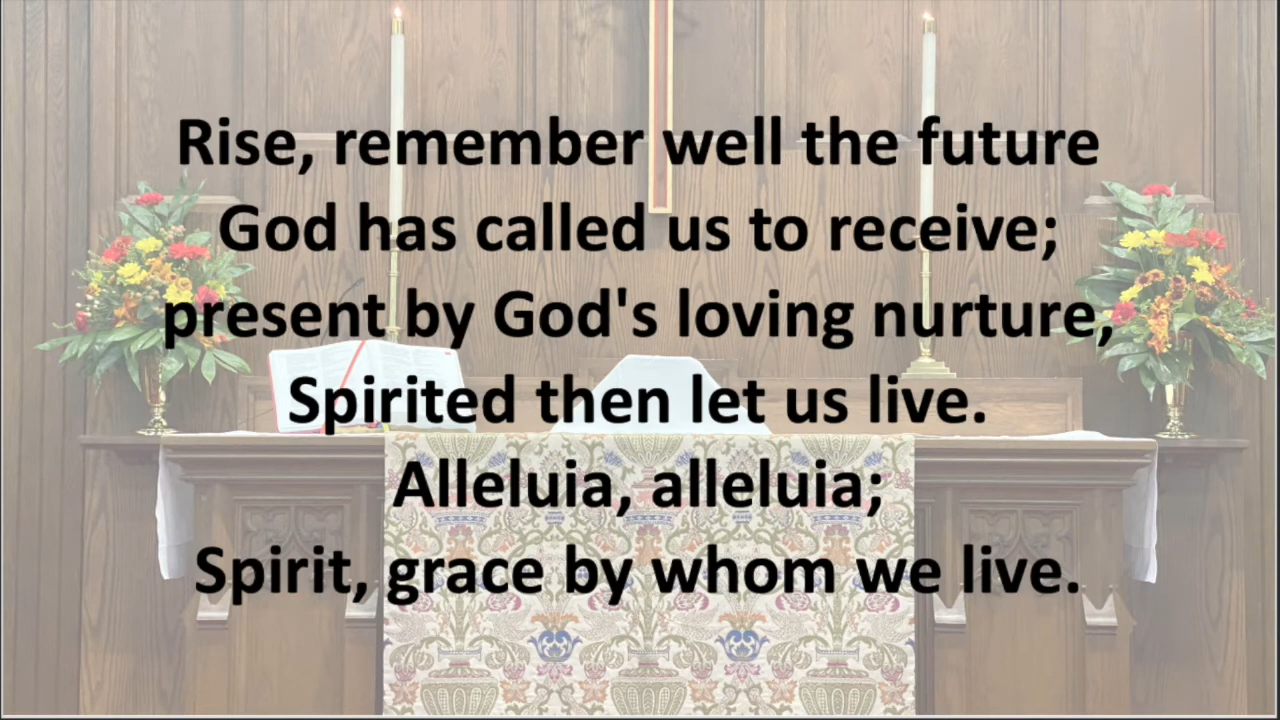 Rise, remember well the future
God has called us to receive;
present by God's loving nurture,
Spirited then let us live.
Alleluia, alleluia;
Spirit, grace by whom we live.